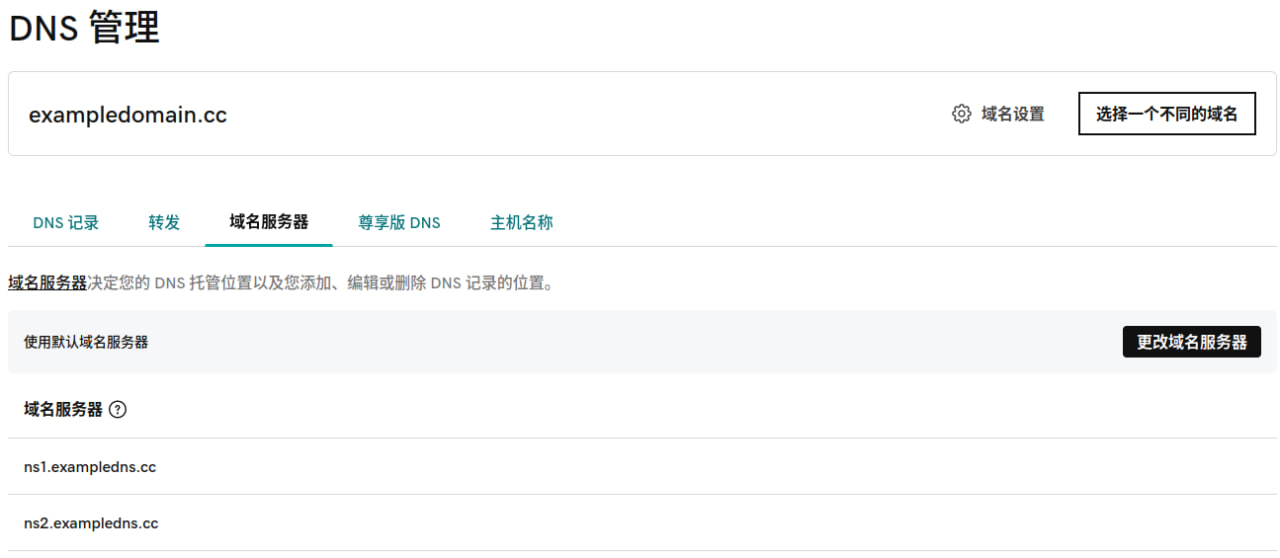 DNS 管理
exampledomain.cc
域名设置
选择一个不同的域名
DNS 记录
转发
域名服务器
尊享版 DNS
主机名称
域名服务器决定您的 DNS 托管位置以及您添加、编辑或删除 DNS 记录的位置。
使用默认域名服务器
更改域名服务器
域名服务器 ?
ns1.exampledns.cc
ns2.exampledns.cc